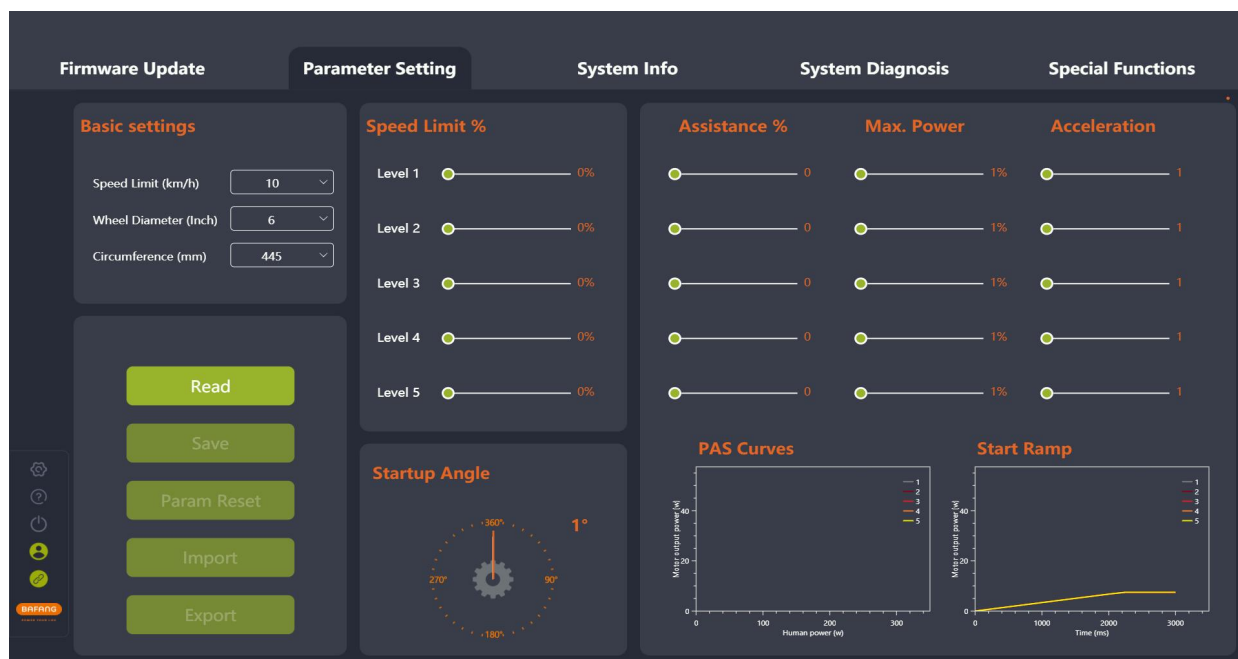 Firmware Update
Parameter Setting
System Info
System Diagnosis
Special Functions
Basic settings
Speed Limit (km/h) 10
Wheel Diameter (Inch) 6
Circumference (mm) 445
Read
Save
Param Reset
Import
Export
BAFANG
Speed Limit %
Level 1 0%
Level 2 0%
Level 3 0%
Level 4 0%
Level 5 0%
Startup Angle
1°
360°
270° 90°
180°
Assistance % Max. Power Acceleration
0 1% 1
0 1% 1
0 1% 1
0 1% 1
0 1% 1
PAS Curves
Motor output power (w)
40
20
0
0 100 200 300
Human power (w)
1
2
3
4
5
Start Ramp
Motor output power (w)
40
20
0
0 1000 2000 3000
Time (ms)
1
2
3
4
5